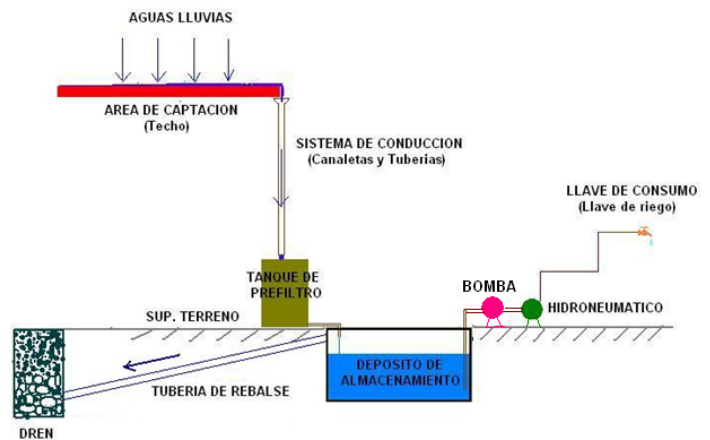 AGUAS LLUVIAS
AREA DE CAPTACION
(Techo)
SISTEMA DE CONDUCCION
(Canaletas y Tuberias)
LLAVE DE CONSUMO
(Llave de riego)
TANQUE DE
PREFILTRO
BOMBA
HIDRONEUMATICO
SUP. TERRENO
DEPOSITO DE
ALMACENAMIENTO
TUBERIA DE REBALSE
DREN